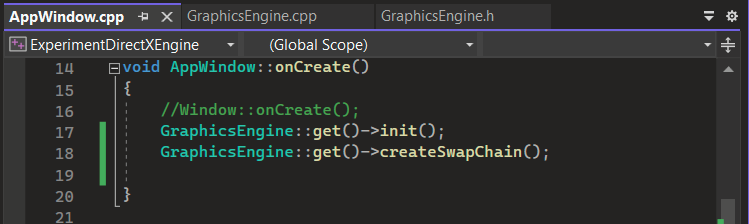 AppWindow.cpp GraphicsEngine.cpp GraphicsEngine.h
ExperimentDirectXEngine (Global Scope)
14 void AppWindow::onCreate()
15 {
16 //Window::onCreate();
17 GraphicsEngine::get()->init();
18 GraphicsEngine::get()->createSwapChain();
19
20 }
21